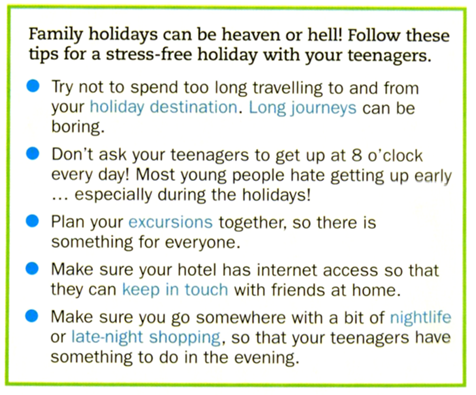 Family holidays can be heaven or hell! Follow these
tips for a stress-free holiday with your teenagers.
Try not to spend too long travelling to and from
your holiday destination. Long journeys can be
boring.
Don't ask your teenagers to get up at 8 o'clock
every day! Most young people hate getting up early
... especially during the holidays!
Plan your excursions together, so there is
something for everyone.
Make sure your hotel has internet access so that
they can keep in touch with friends at home.
Make sure you go somewhere with a bit of nightlife
or late-night shopping, so that your teenagers have
something to do in the evening.